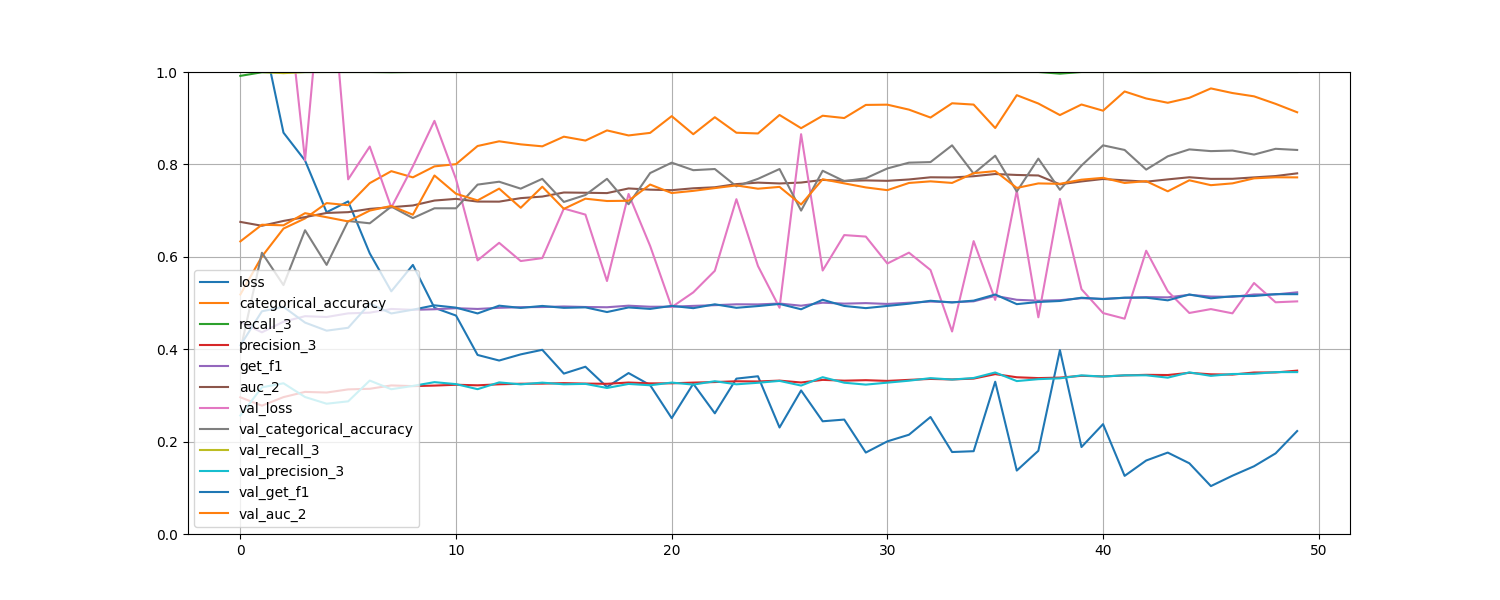 1.0
0.8
0.6
0.4
0.2
0.0
loss
categorical_accuracy
recall_3
precision_3
get_f1
auc_2
val_loss
val_categorical_accuracy
val_recall_3
val_precision_3
val_get_f1
val_auc_2
0 10 20 30 40 50